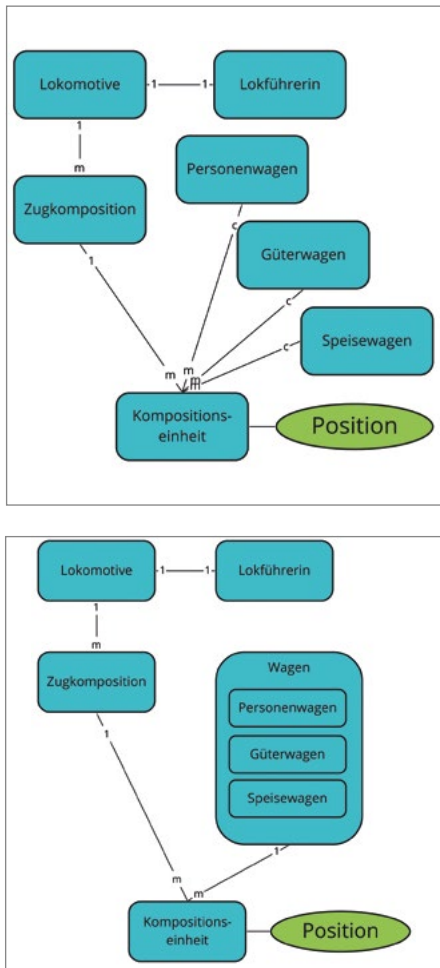 Lokomotive
1
1
Lokführerin
1
m
Zugkomposition
1
Personenwagen
c
Güterwagen
c
Speisewagen
c
m
m
m
m
Kompositions-
einheit
Position
Lokomotive
1
1
Lokführerin
1
m
Zugkomposition
1
Wagen
Personenwagen
Güterwagen
Speisewagen
1
m
m
Kompositions-
einheit
Position